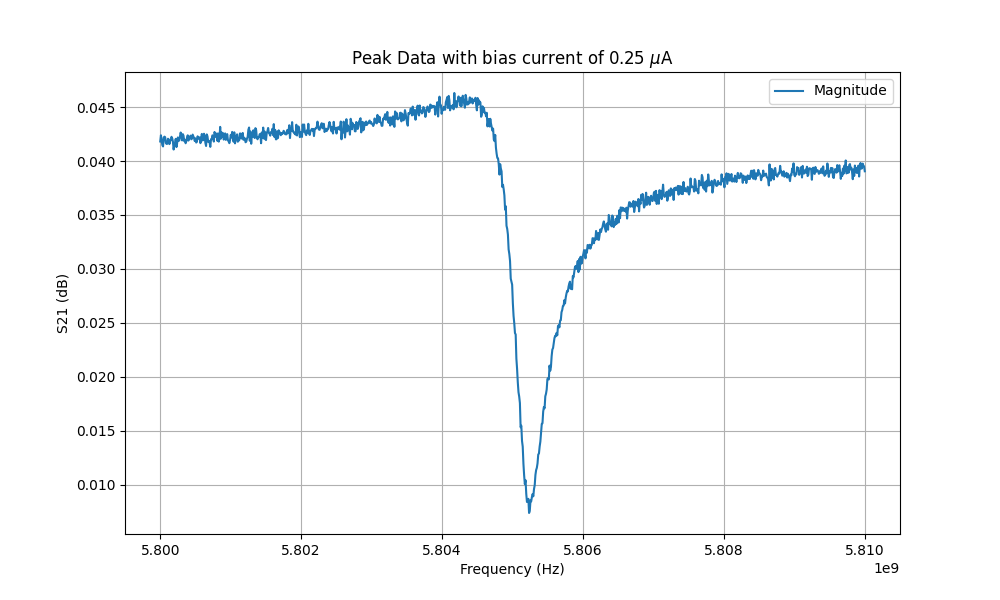 Peak Data with bias current of 0.25 μA
Magnitude
0.045
0.040
0.035
0.030
0.025
0.020
0.015
0.010
S21 (dB)
5.800 5.802 5.804 5.806 5.808 5.810
Frequency (Hz)
1e9